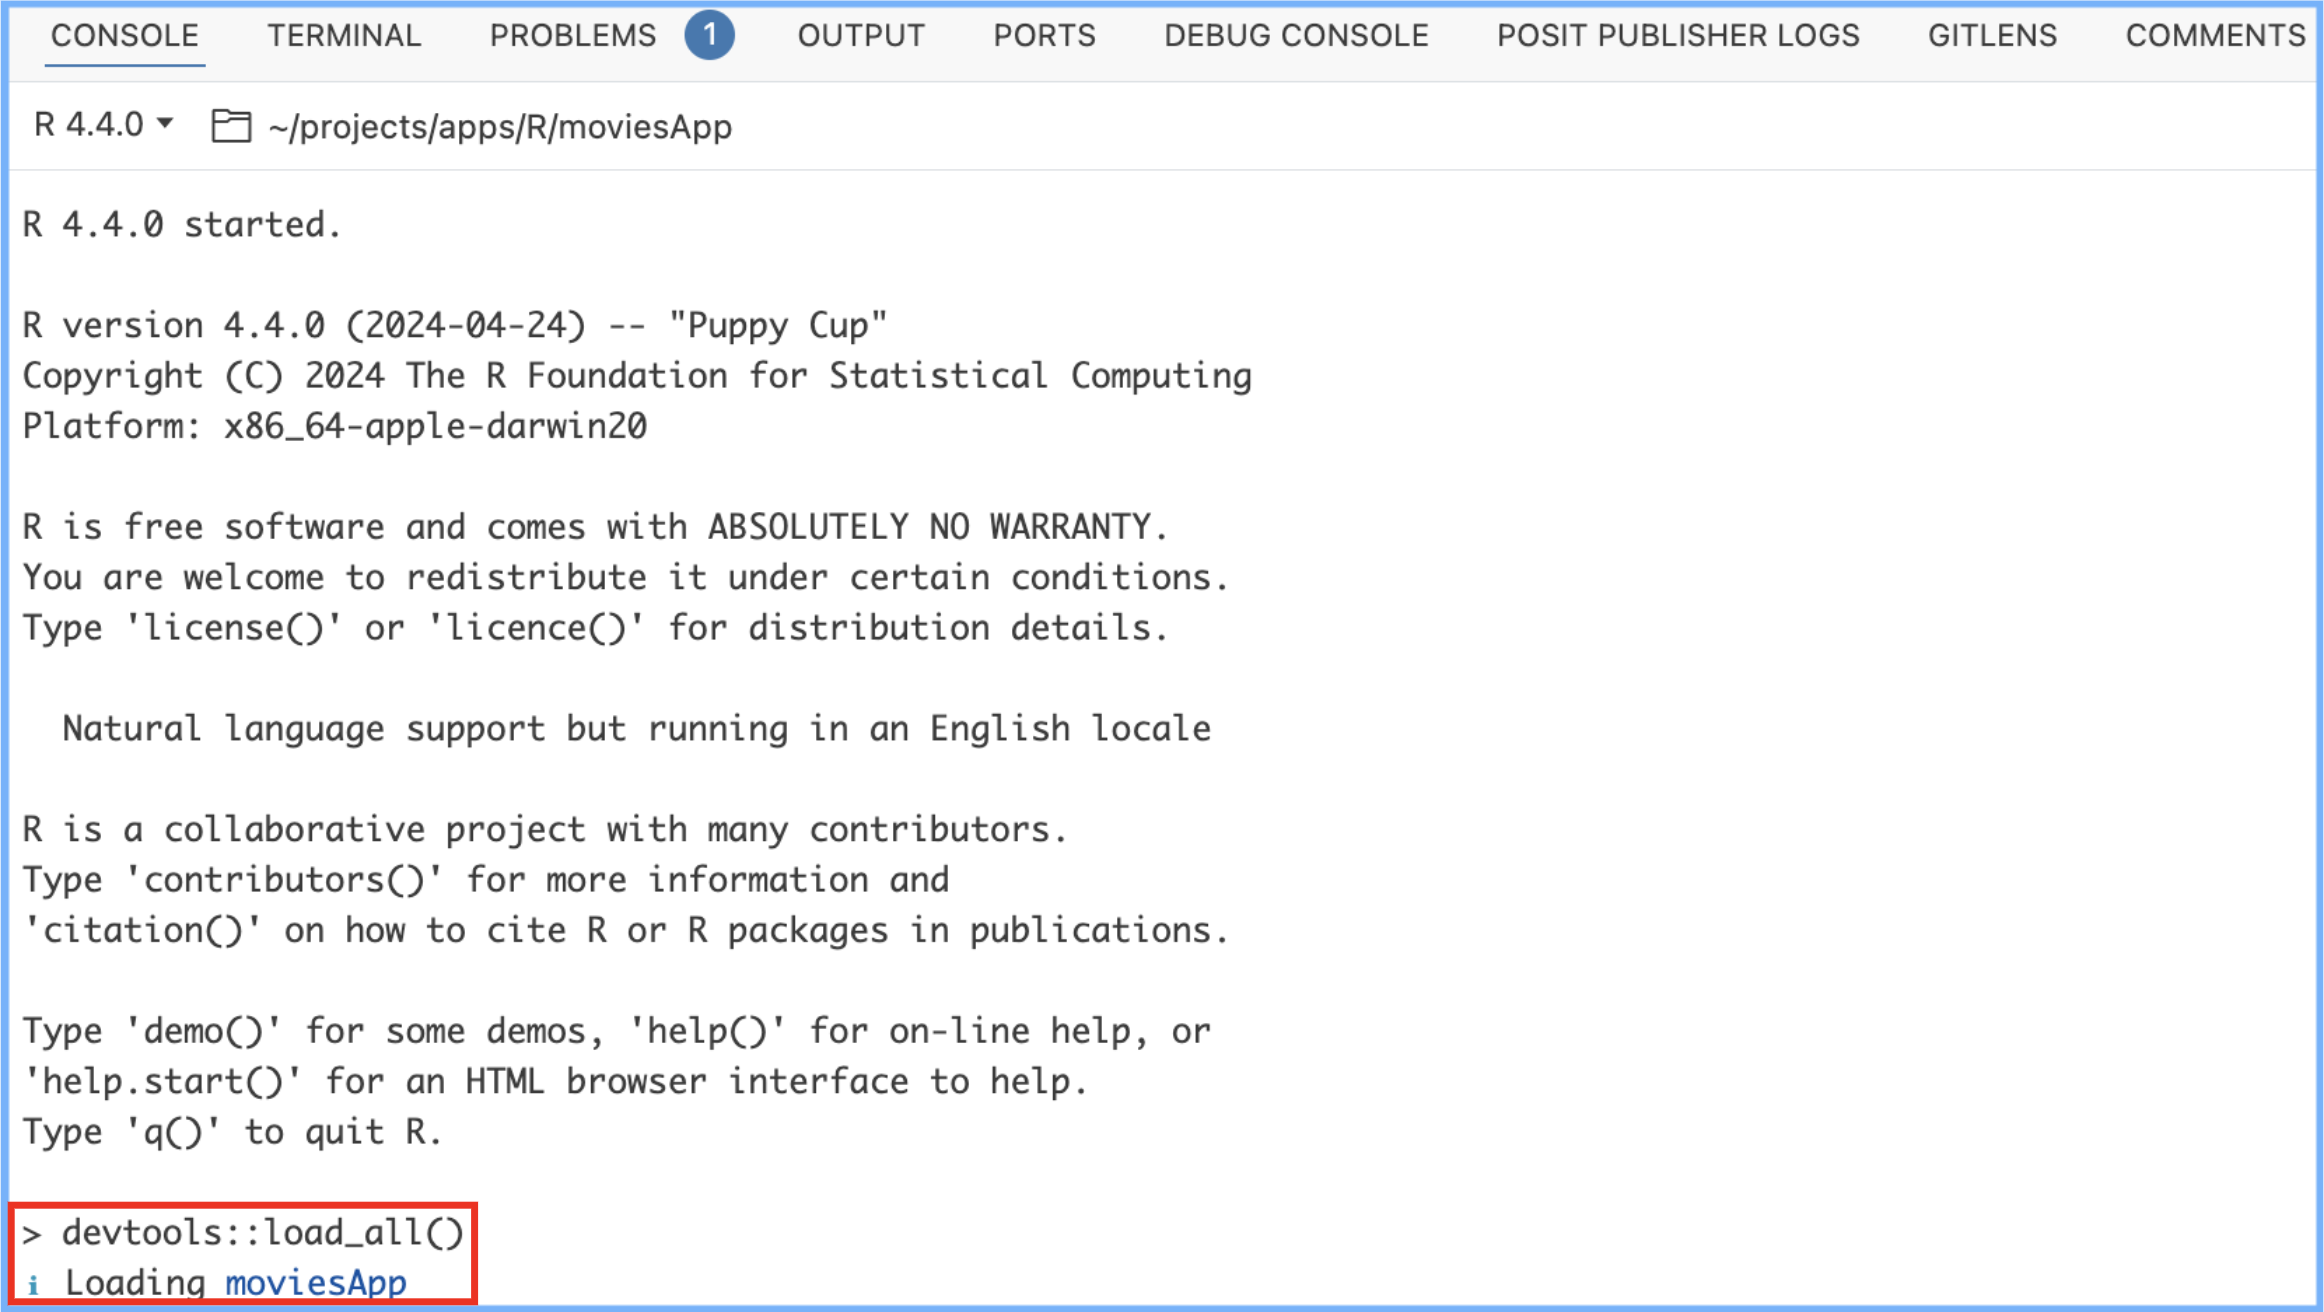 CONSOLE TERMINAL PROBLEMS 1 OUTPUT PORTS DEBUG CONSOLE POSIT PUBLISHER LOGS GITLENS COMMENTS
R 4.4.0 ~/projects/apps/R/moviesApp
R 4.4.0 started.
R version 4.4.0 (2024-04-24) -- "Puppy Cup"
Copyright (C) 2024 The R Foundation for Statistical Computing
Platform: x86_64-apple-darwin20
R is free software and comes with ABSOLUTELY NO WARRANTY.
You are welcome to redistribute it under certain conditions.
Type 'license()' or 'licence()' for distribution details.
Natural language support but running in an English locale
R is a collaborative project with many contributors.
Type 'contributors()' for more information and
'citation()' on how to cite R or R packages in publications.
Type 'demo()' for some demos, 'help()' for on-line help, or
'help.start()' for an HTML browser interface to help.
Type 'q()' to quit R.
> devtools::load_all()
ℹ Loading moviesApp